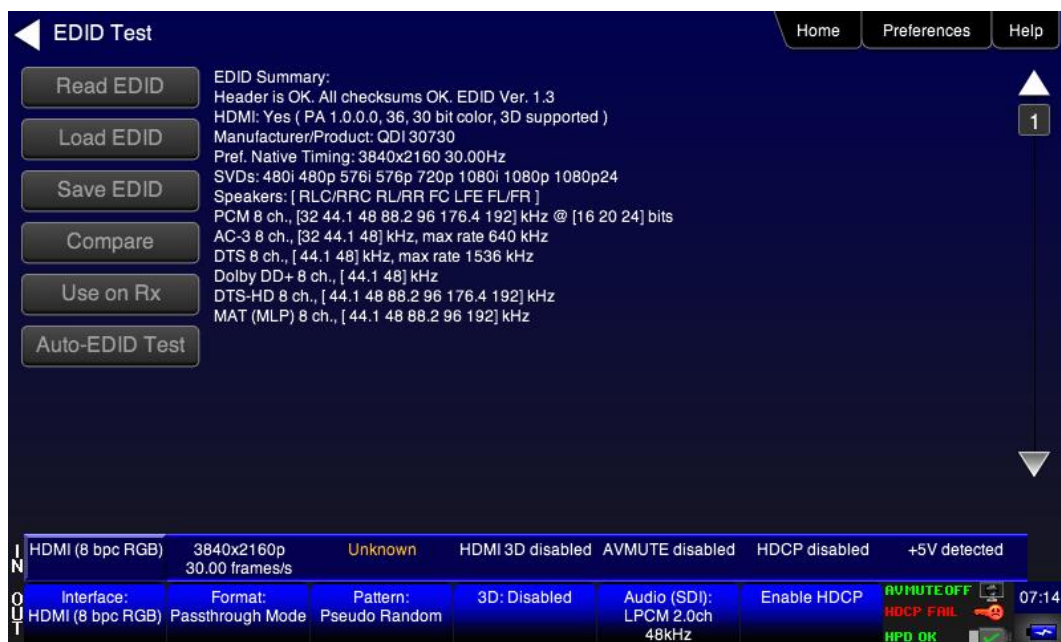 EDID Test
Home
Preferences
Help
Read EDID
Load EDID
Save EDID
Compare
Use on Rx
Auto-EDID Test
EDID Summary:
Header is OK. All checksums OK. EDID Ver. 1.3
HDMI: Yes ( PA 1.0.0.0, 36, 30 bit color, 3D supported )
Manufacturer/Product: QDI 30730
Pref. Native Timing: 3840x2160 30.00Hz
SVDs: 480i 480p 576i 576p 720p 1080i 1080p 1080p24
Speakers: [ RLC/RRC RL/RR FC LFE FL/FR ]
PCM 8 ch., [32 44.1 48 88.2 96 176.4 192] kHz @ [16 20 24] bits
AC-3 8 ch., [32 44.1 48] kHz, max rate 640 kHz
DTS 8 ch., [ 44.1 48] kHz, max rate 1536 kHz
Dolby DD+ 8 ch., [ 44.1 48] kHz
DTS-HD 8 ch., [ 44.1 48 88.2 96 176.4 192] kHz
MAT (MLP) 8 ch., [ 44.1 48 88.2 96 192] kHz
1
IN
HDMI (8 bpc RGB)
3840x2160p
30.00 frames/s
Unknown
HDMI 3D disabled
AVMUTE disabled
HDCP disabled
+5V detected
OUT
Interface:
HDMI (8 bpc RGB)
Format:
Passthrough Mode
Pattern:
Pseudo Random
3D: Disabled
Audio (SDI):
LPCM 2.0ch
48kHz
Enable HDCP
AVMUTE OFF
HDCP FAIL
HPD OK
07:14